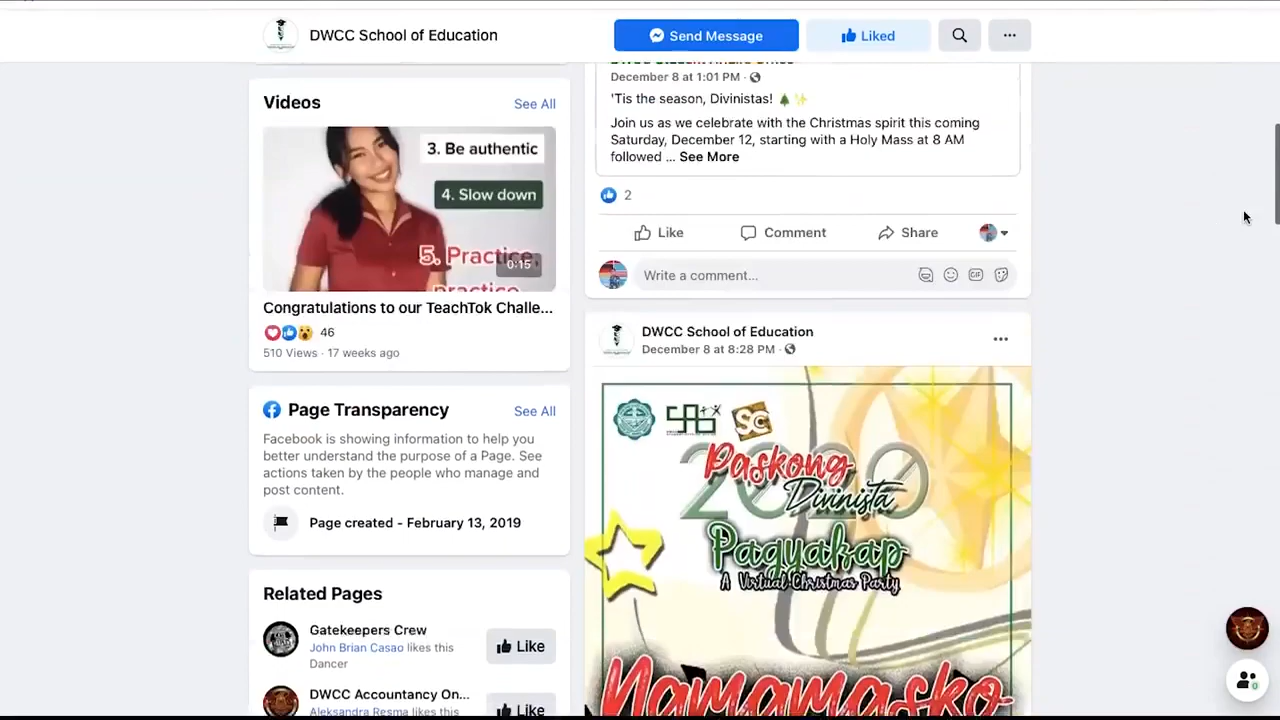 DWCC School of Education
Send Message
Liked
Videos
See All
3. Be authentic
4. Slow down
5. Practice
practice
0:15
Congratulations to our TeachTok Challe...
46
510 Views · 17 weeks ago
Page Transparency
See All
Facebook is showing information to help you
better understand the purpose of a Page. See
actions taken by the people who manage and
post content.
Page created - February 13, 2019
Related Pages
Gatekeepers Crew
John Brian Casao likes this
Dancer
Like
DWCC Accountancy On...
Aleksandra Resma likes this
Like
December 8 at 1:01 PM ·
'Tis the season, Divinistas! 🌲✨
Join us as we celebrate with the Christmas spirit this coming
Saturday, December 12, starting with a Holy Mass at 8 AM
followed ... See More
2
Like
Comment
Share
Write a comment...
GIF
DWCC School of Education
December 8 at 8:28 PM ·
SC
2020
Paskong
Divinista
Pagyakap
A Virtual Christmas Party
Namamasko
0